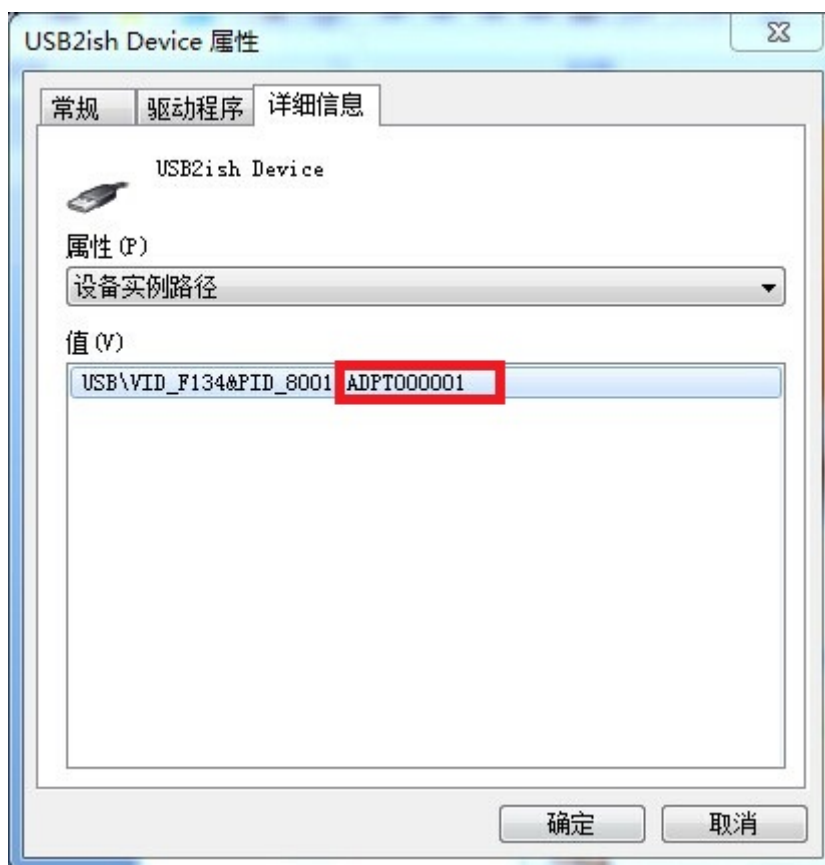 USB2ish Device 属性
常规 驱动程序 详细信息
USB2ish Device
属性(P)
设备实例路径
值(V)
USB\VID_F134&PID_8001 ADPT000001
确定 取消